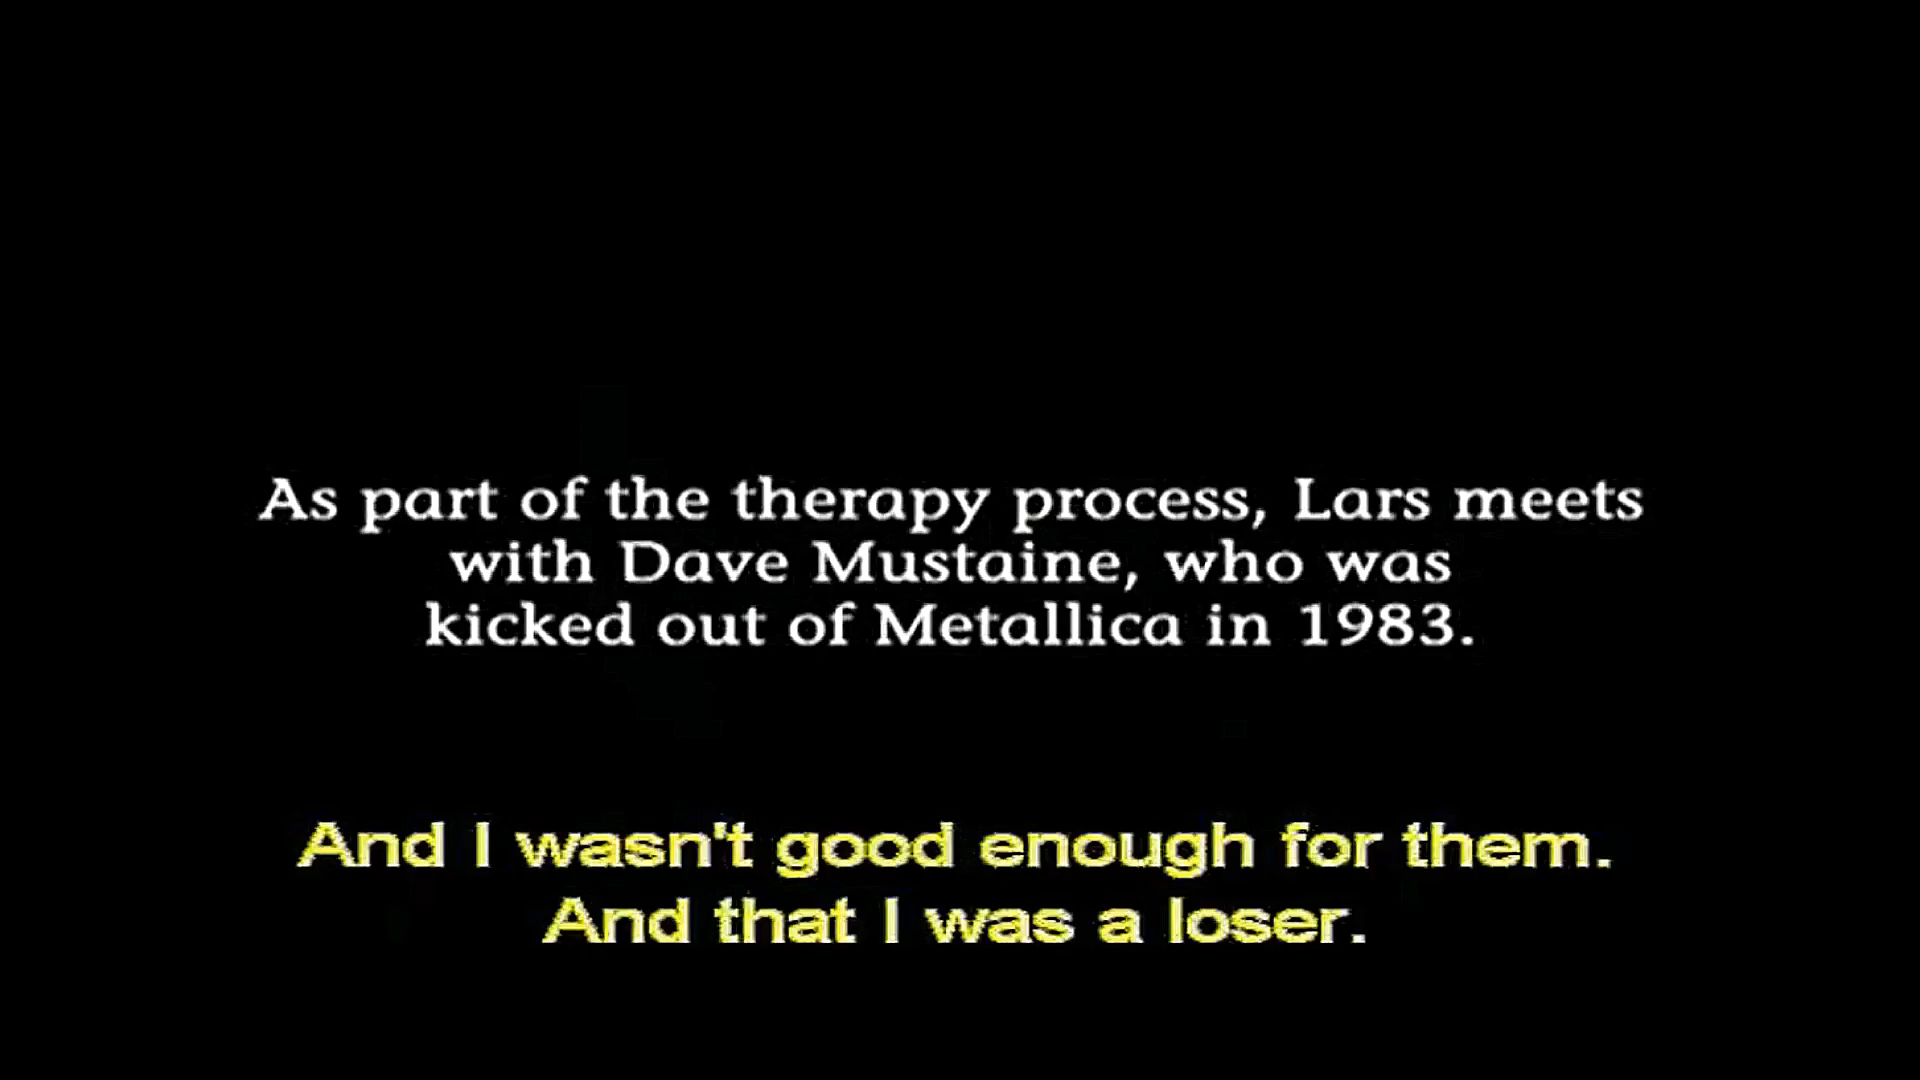 As part of the therapy process, Lars meets
with Dave Mustaine, who was
kicked out of Metallica in 1983.
And I wasn't good enough for them.
And that I was a loser.